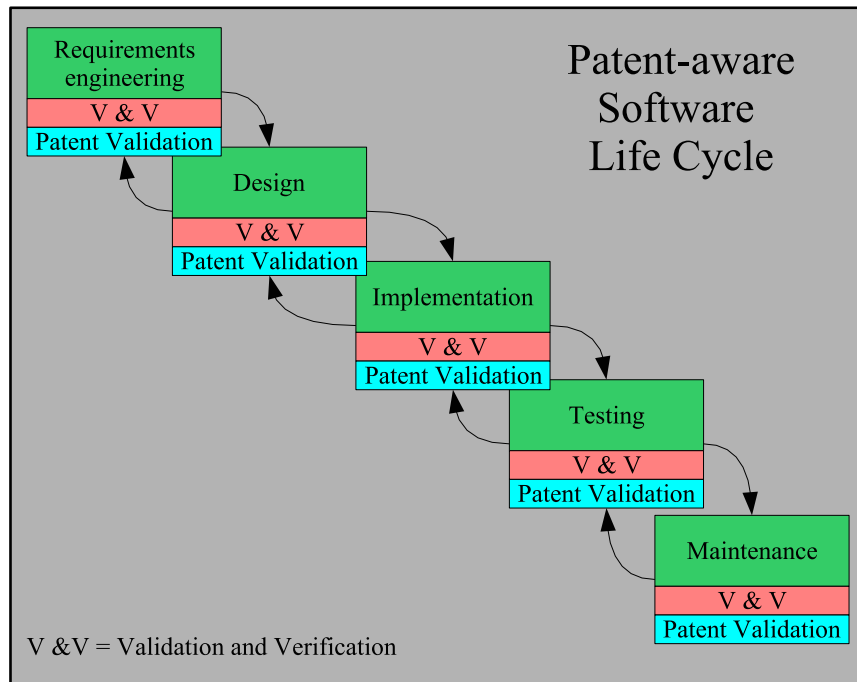 Patent-aware
Software
Life Cycle
Requirements
engineering
V & V
Patent Validation
Design
V & V
Patent Validation
Implementation
V & V
Patent Validation
Testing
V & V
Patent Validation
Maintenance
V & V
Patent Validation
V &V = Validation and Verification